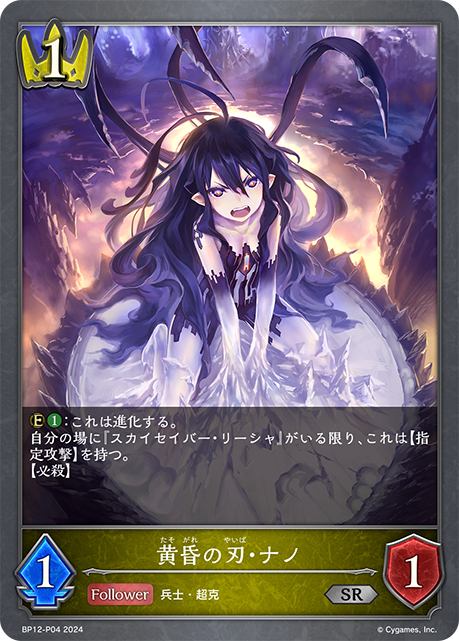 1
Ⓔ①:これは進化する。
自分の場に『スカイセイバー・リーシャ』がいる限り、これは【指
定攻撃】を持つ。
【必殺】
たそ がれ やいば
黄昏の刃・ナノ
1
Follower 兵士・超克
SR
1
BP12-P04 2024
© Cygames, Inc.